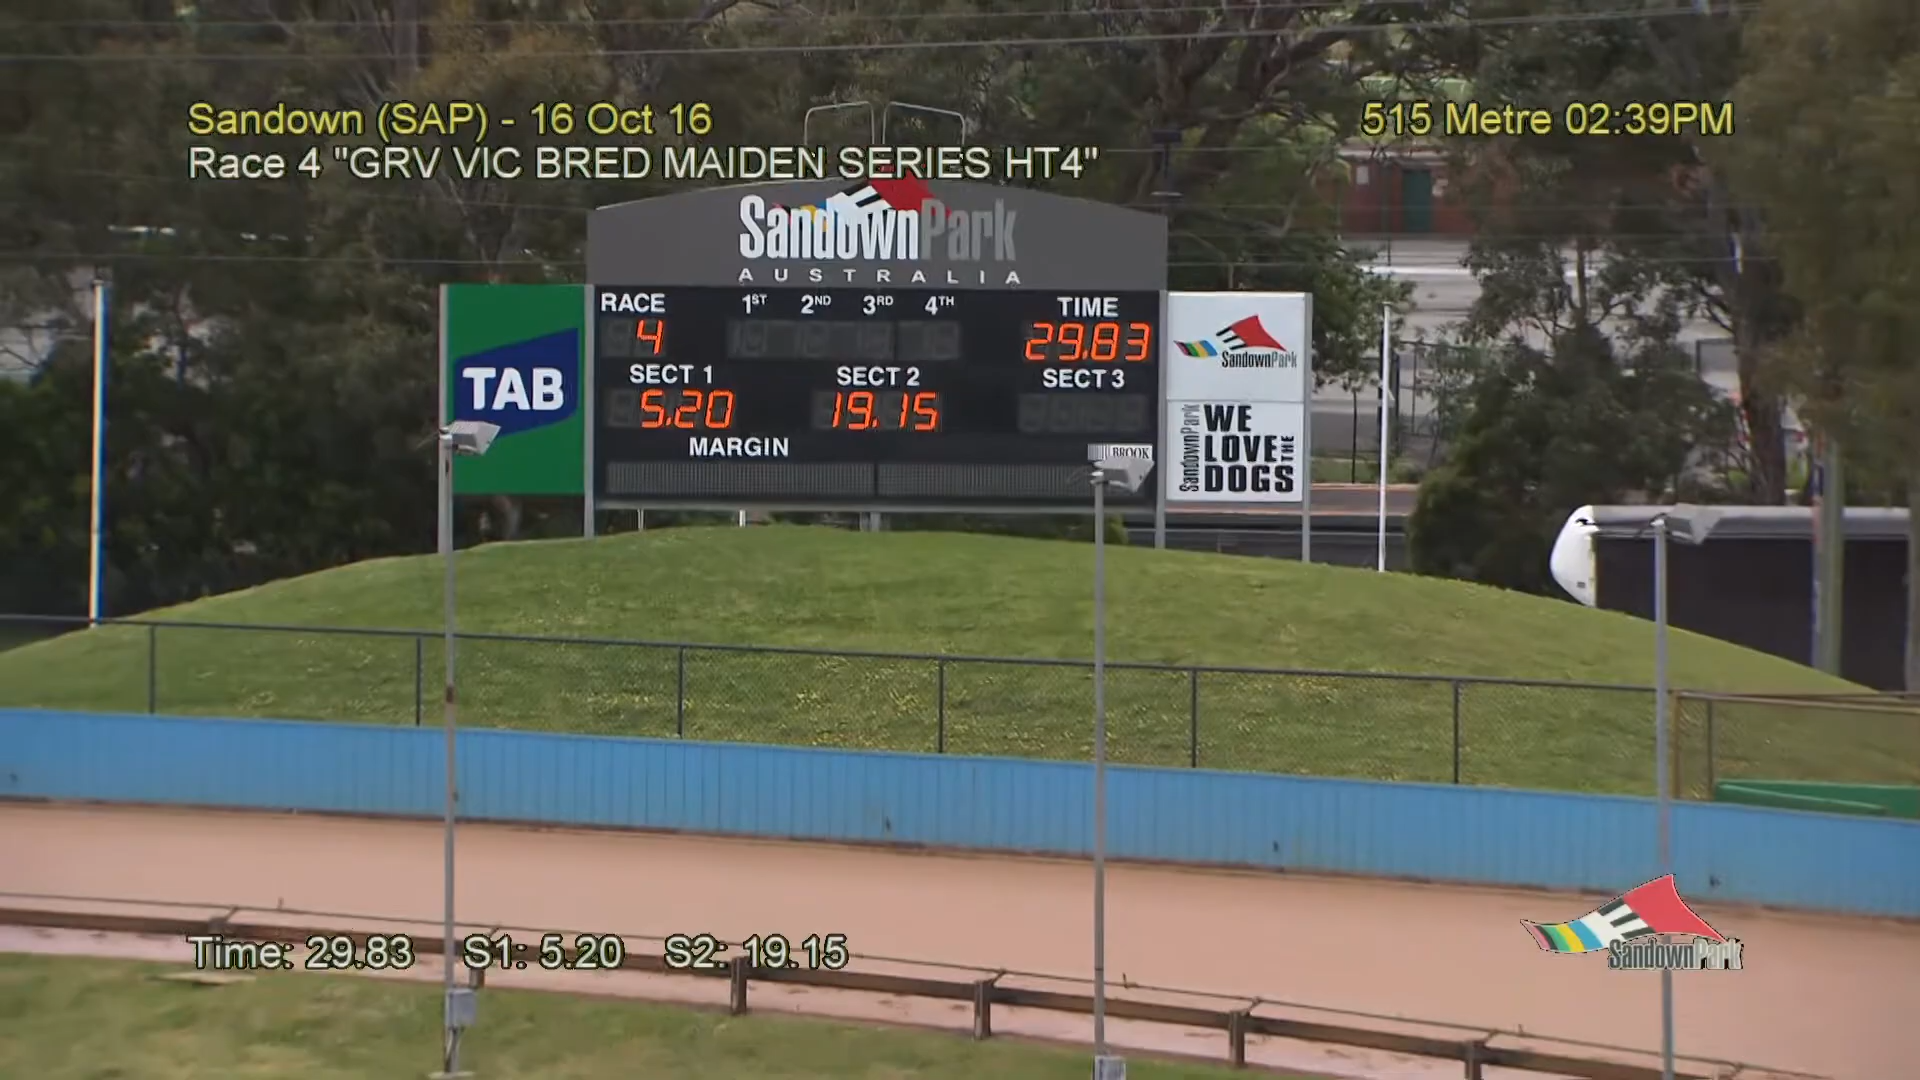 Sandown (SAP) - 16 Oct 16
515 Metre 02:39PM
Race 4 "GRV VIC BRED MAIDEN SERIES HT4"
SandownPark
AUSTRALIA
RACE 1ST 2ND 3RD 4TH TIME
4 29.83
SECT 1 SECT 2 SECT 3
5.20 19.15
MARGIN
BROOK
TAB
SandownPark
SandownPark WE LOVE THE DOGS
Time: 29.83 S1: 5.20 S2: 19.15
SandownPark